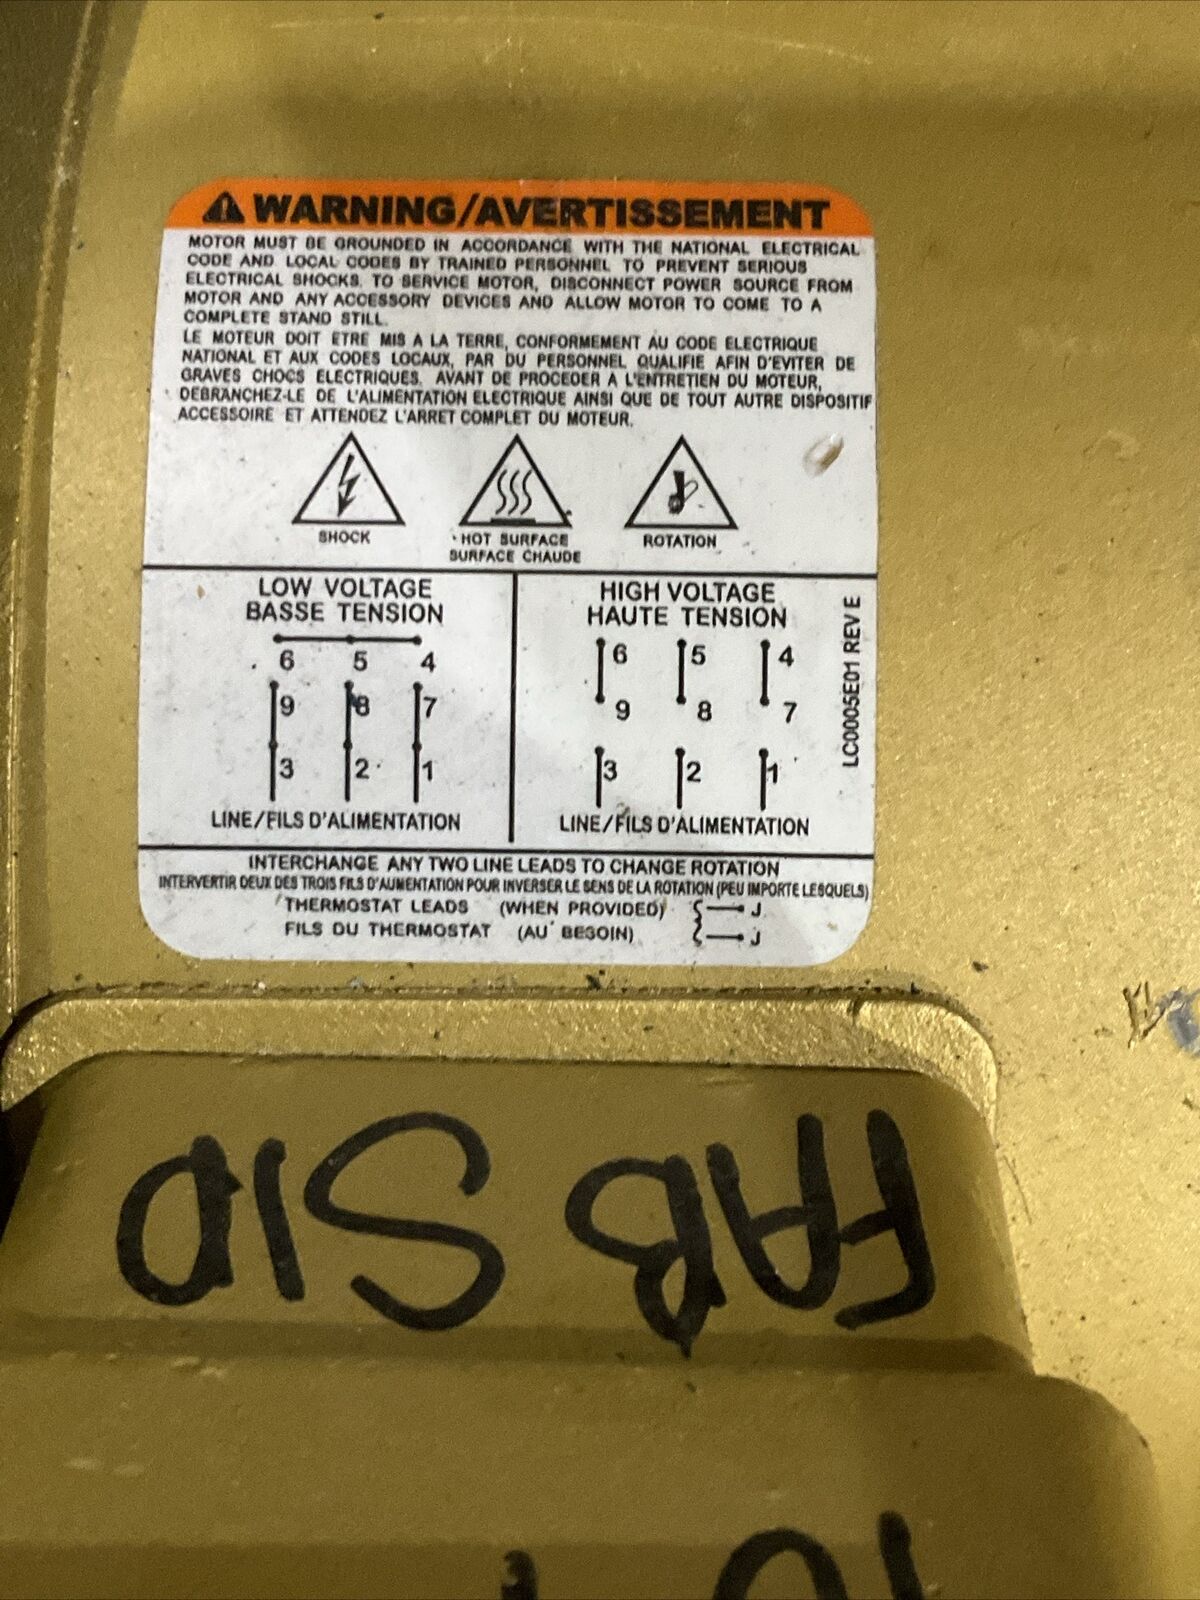 WARNING/AVERTISSEMENT
MOTOR MUST BE GROUNDED IN ACCORDANCE WITH THE NATIONAL ELECTRICAL
CODE AND LOCAL CODES BY TRAINED PERSONNEL TO PREVENT SERIOUS
ELECTRICAL SHOCKS. TO SERVICE MOTOR, DISCONNECT POWER SOURCE FROM
MOTOR AND ANY ACCESSORY DEVICES AND ALLOW MOTOR TO COME TO A
COMPLETE STAND STILL.
LE MOTEUR DOIT ETRE MIS A LA TERRE, CONFORMEMENT AU CODE ELECTRIQUE
NATIONAL ET AUX CODES LOCAUX, PAR DU PERSONNEL QUALIFIE AFIN D'EVITER DE
GRAVES CHOCS ELECTRIQUES. AVANT DE PROCEDER A L'ENTRETIEN DU MOTEUR,
DEBRANCHEZ-LE DE L'ALIMENTATION ELECTRIQUE AINSI QUE DE TOUT AUTRE DISPOSITIF
ACCESSOIRE ET ATTENDEZ L'ARRET COMPLET DU MOTEUR.
SHOCK
HOT SURFACE
SURFACE CHAUDE
ROTATION
LOW VOLTAGE
BASSE TENSION
6 5 4
9 8 7
3 2 1
LINE/FILS D'ALIMENTATION
HIGH VOLTAGE
HAUTE TENSION
6 5 4
9 8 7
3 2 1
LINE/FILS D'ALIMENTATION
LC0005E01 REV E
INTERCHANGE ANY TWO LINE LEADS TO CHANGE ROTATION
INTERVERTIR DEUX DES TROIS FILS D'AUMENTATION POUR INVERSER LE SENS DE LA ROTATION (PEU IMPORTE LESQUELS)
THERMOSTAT LEADS (WHEN PROVIDED) J
FILS DU THERMOSTAT (AU BESOIN) J
FAB SID